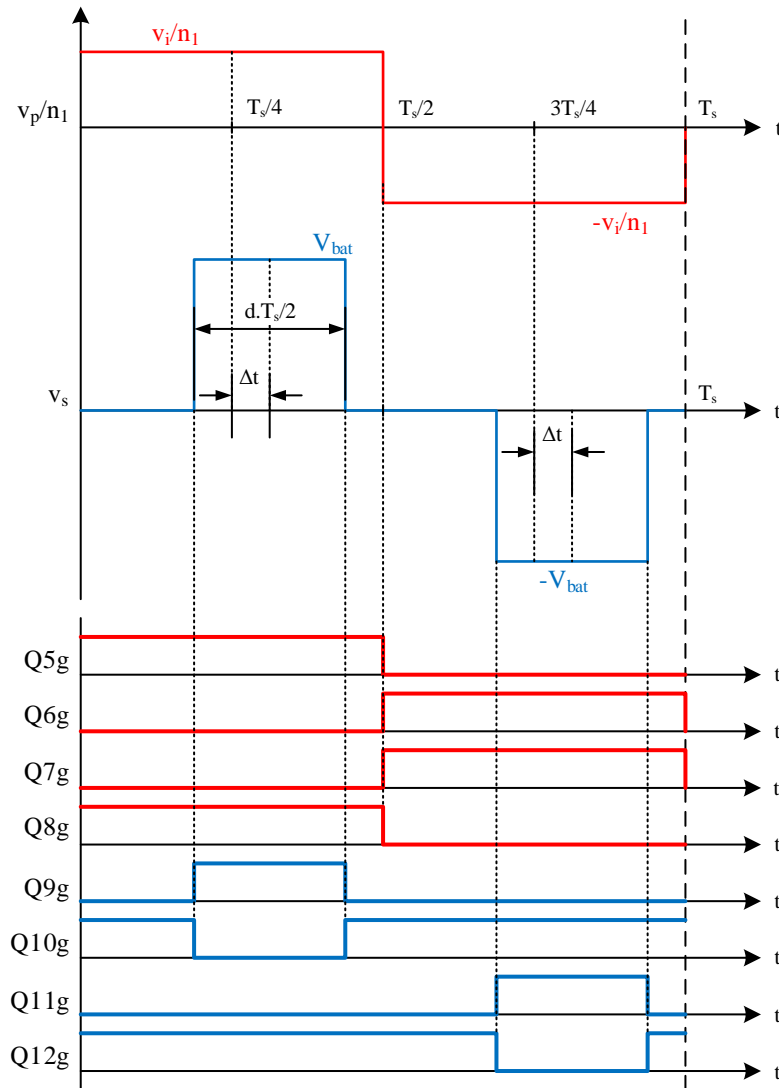 vi/n1
vp/n1
Ts/4
Ts/2
3Ts/4
Ts
t
-vi/n1
Vbat
d.Ts/2
Δt
vs
Ts
t
Δt
-Vbat
Q5g
t
Q6g
t
Q7g
t
Q8g
t
Q9g
t
Q10g
t
Q11g
t
Q12g
t